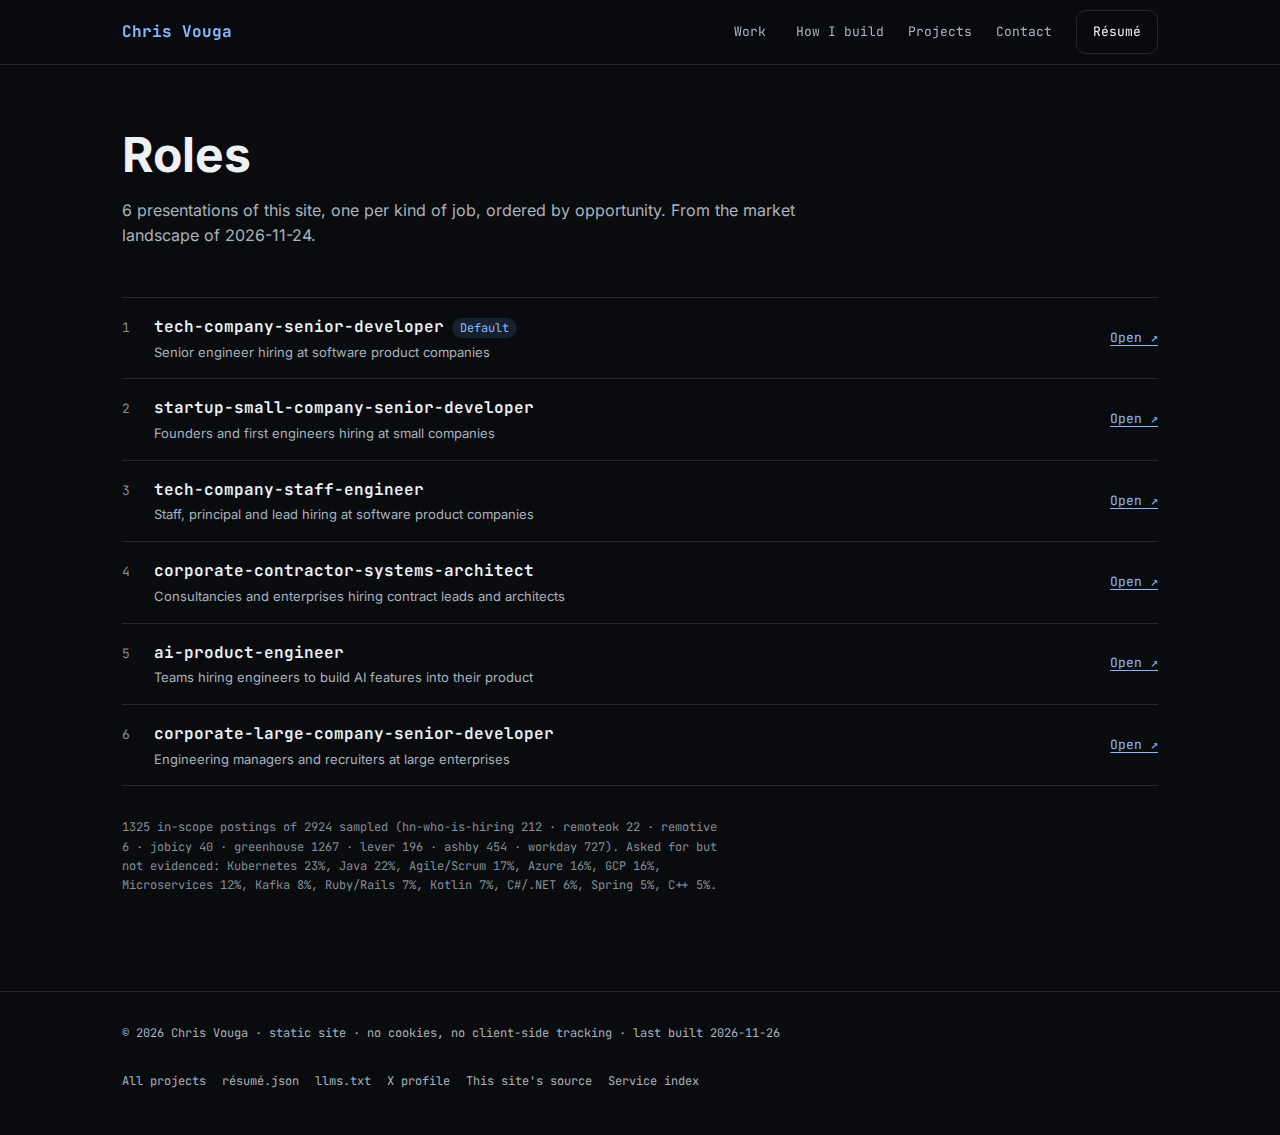 Chris Vouga
Work
How I build
Projects
Contact
Résumé
Roles
6 presentations of this site, one per kind of job, ordered by opportunity. From the market
landscape of 2026-11-24.
1
tech-company-senior-developer
Default
Senior engineer hiring at software product companies
Open ↗
2
startup-small-company-senior-developer
Founders and first engineers hiring at small companies
Open ↗
3
tech-company-staff-engineer
Staff, principal and lead hiring at software product companies
Open ↗
4
corporate-contractor-systems-architect
Consultancies and enterprises hiring contract leads and architects
Open ↗
5
ai-product-engineer
Teams hiring engineers to build AI features into their product
Open ↗
6
corporate-large-company-senior-developer
Engineering managers and recruiters at large enterprises
Open ↗
1325 in-scope postings of 2924 sampled (hn-who-is-hiring 212 · remoteok 22 · remotive
6 · jobicy 40 · greenhouse 1267 · lever 196 · ashby 454 · workday 727). Asked for but
not evidenced: Kubernetes 23%, Java 22%, Agile/Scrum 17%, Azure 16%, GCP 16%,
Microservices 12%, Kafka 8%, Ruby/Rails 7%, Kotlin 7%, C#/.NET 6%, Spring 5%, C++ 5%.
© 2026 Chris Vouga · static site · no cookies, no client-side tracking · last built 2026-11-26
All projects
résumé.json
llms.txt
X profile
This site's source
Service index